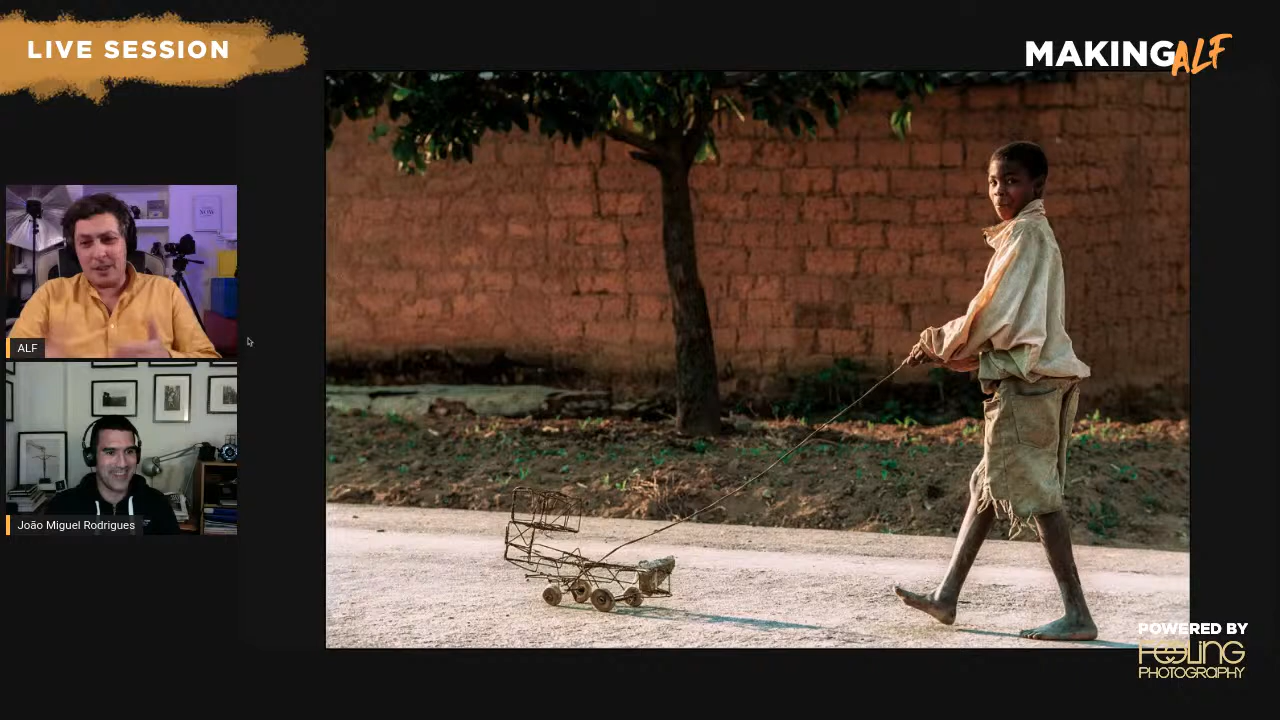 LIVE SESSION
MAKINGALF
ALF
João Miguel Rodrigues
POWERED BY
FEELING
PHOTOGRAPHY